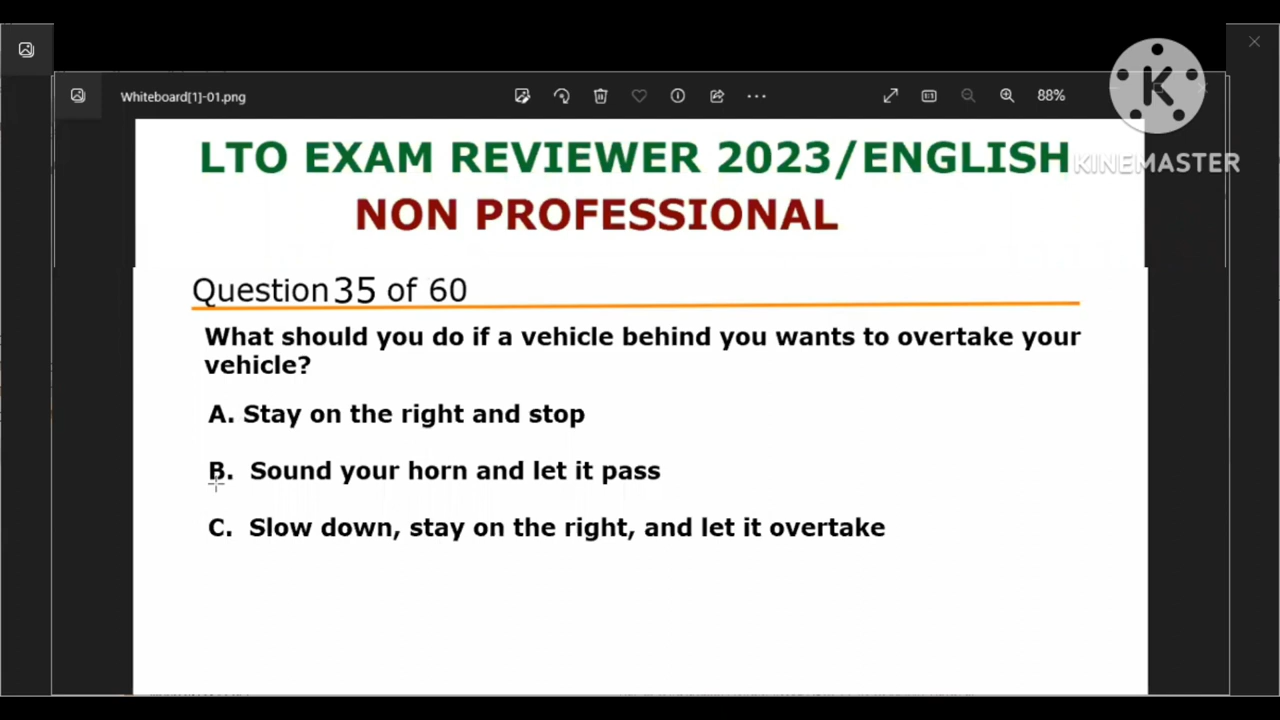 Whiteboard[1]-01.png
88%
K
KINEMASTER
LTO EXAM REVIEWER 2023/ENGLISH
NON PROFESSIONAL
Question 35 of 60
What should you do if a vehicle behind you wants to overtake your
vehicle?
A. Stay on the right and stop
B. Sound your horn and let it pass
C. Slow down, stay on the right, and let it overtake